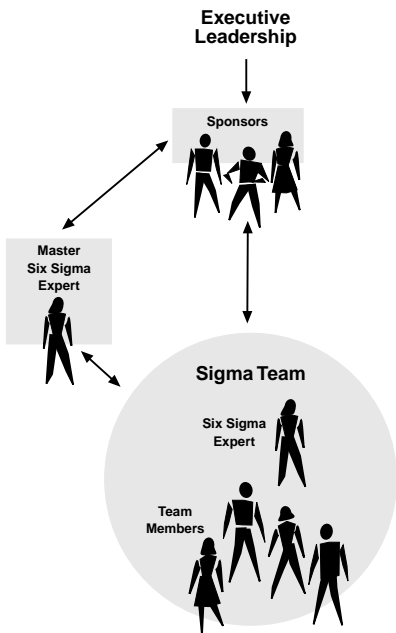 Executive
Leadership
Sponsors
Master
Six Sigma
Expert
Sigma Team
Six Sigma
Expert
Team
Members